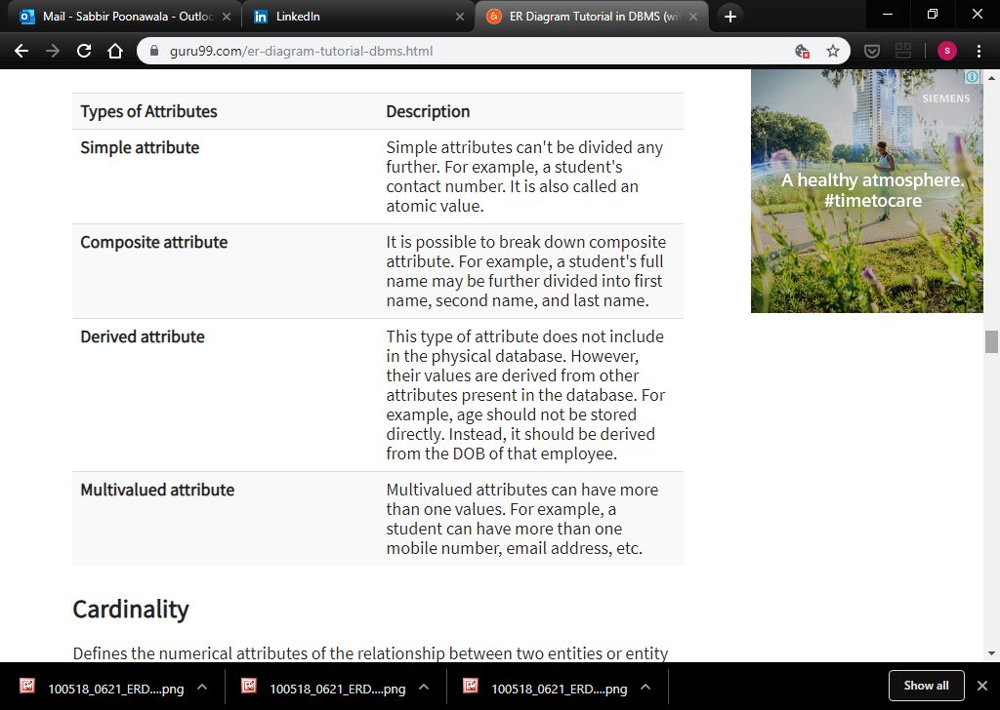 Mail - Sabbir Poonawala - Outloo
LinkedIn
ER Diagram Tutorial in DBMS (wi
guru99.com/er-diagram-tutorial-dbms.html
s
SIEMENS
A healthy atmosphere.
#timetocare
Types of Attributes Description
Simple attribute Simple attributes can't be divided any
further. For example, a student's
contact number. It is also called an
atomic value.
Composite attribute It is possible to break down composite
attribute. For example, a student's full
name may be further divided into first
name, second name, and last name.
Derived attribute This type of attribute does not include
in the physical database. However,
their values are derived from other
attributes present in the database. For
example, age should not be stored
directly. Instead, it should be derived
from the DOB of that employee.
Multivalued attribute Multivalued attributes can have more
than one values. For example, a
student can have more than one
mobile number, email address, etc.
Cardinality
Defines the numerical attributes of the relationship between two entities or entity
100518_0621_ERD....png
100518_0621_ERD....png
100518_0621_ERD....png
Show all